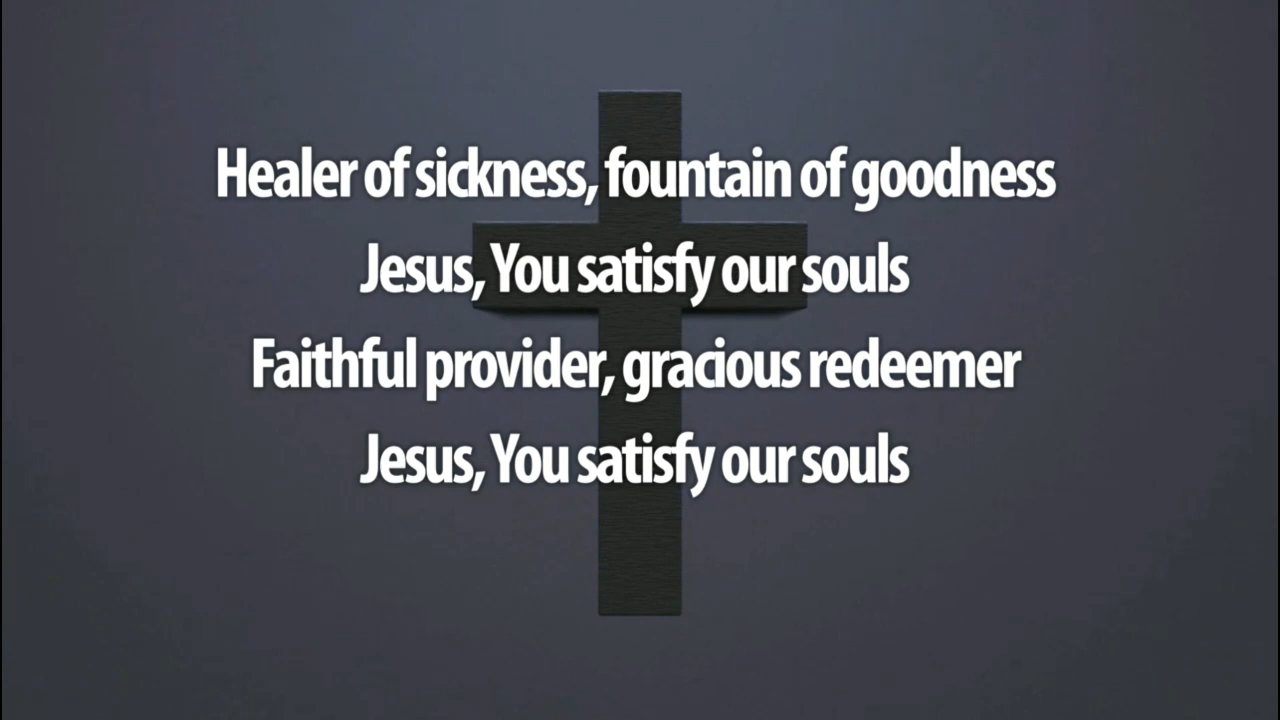 Healer of sickness, fountain of goodness
Jesus, You satisfy our souls
Faithful provider, gracious redeemer
Jesus, You satisfy our souls